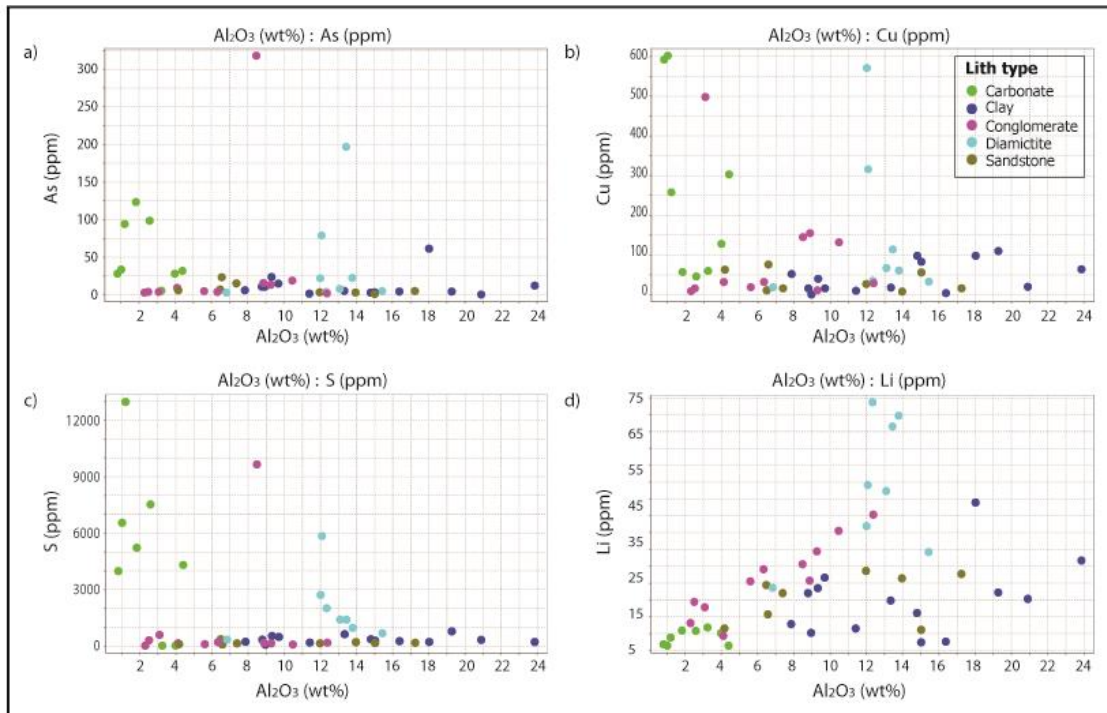 a)
Al₂O₃ (wt%) : As (ppm)
300
250
200
150
100
50
0
As (ppm)
2 4 6 8 10 12 14 16 18 20 22 24
Al₂O₃ (wt%)
b)
Al₂O₃ (wt%) : Cu (ppm)
600
500
400
300
200
100
0
Cu (ppm)
Lith type
Carbonate
Clay
Conglomerate
Diamictite
Sandstone
2 4 6 8 10 12 14 16 18 20 22 24
Al₂O₃ (wt%)
c)
Al₂O₃ (wt%) : S (ppm)
12000
9000
6000
3000
0
S (ppm)
2 4 6 8 10 12 14 16 18 20 22 24
Al₂O₃ (wt%)
d)
Al₂O₃ (wt%) : Li (ppm)
75
65
55
45
35
25
15
5
Li (ppm)
2 4 6 8 10 12 14 16 18 20 22 24
Al₂O₃ (wt%)